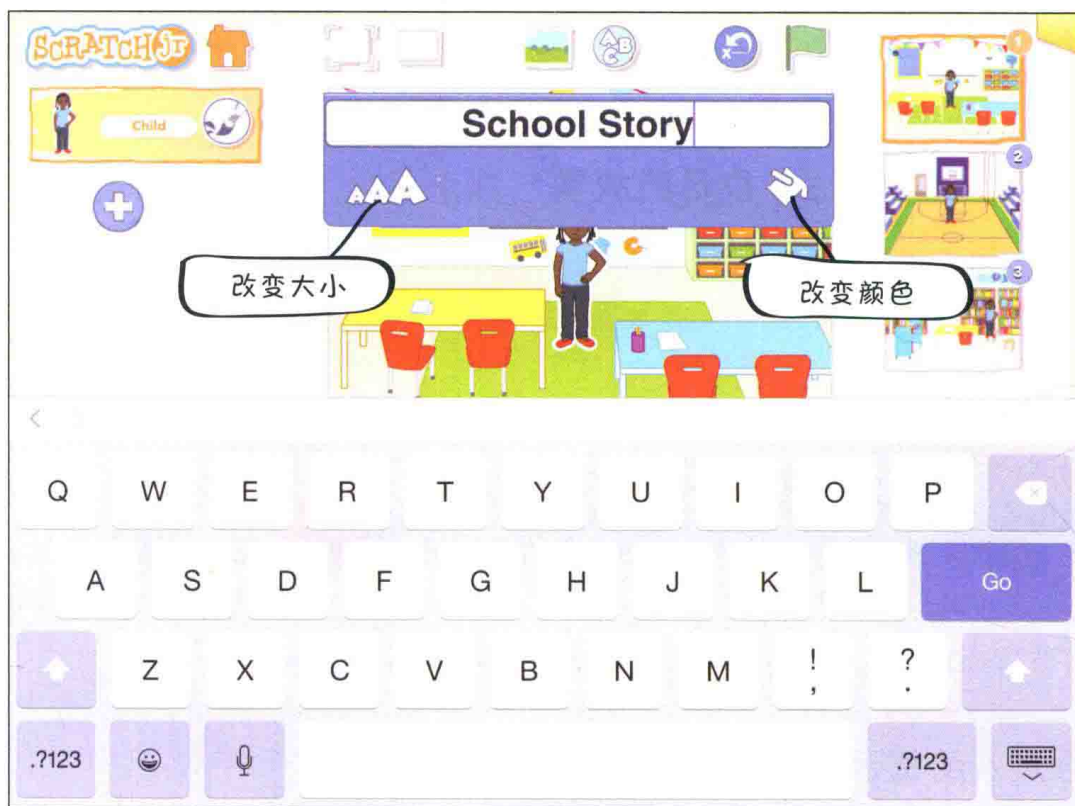 SCRATCH JR
Child
A B C
School Story
1
2
3
AAA
改变大小
改变颜色
Q W E R T Y U I O P
A S D F G H J K L Go
Z X C V B N M ! , ? .
.?123 .?123